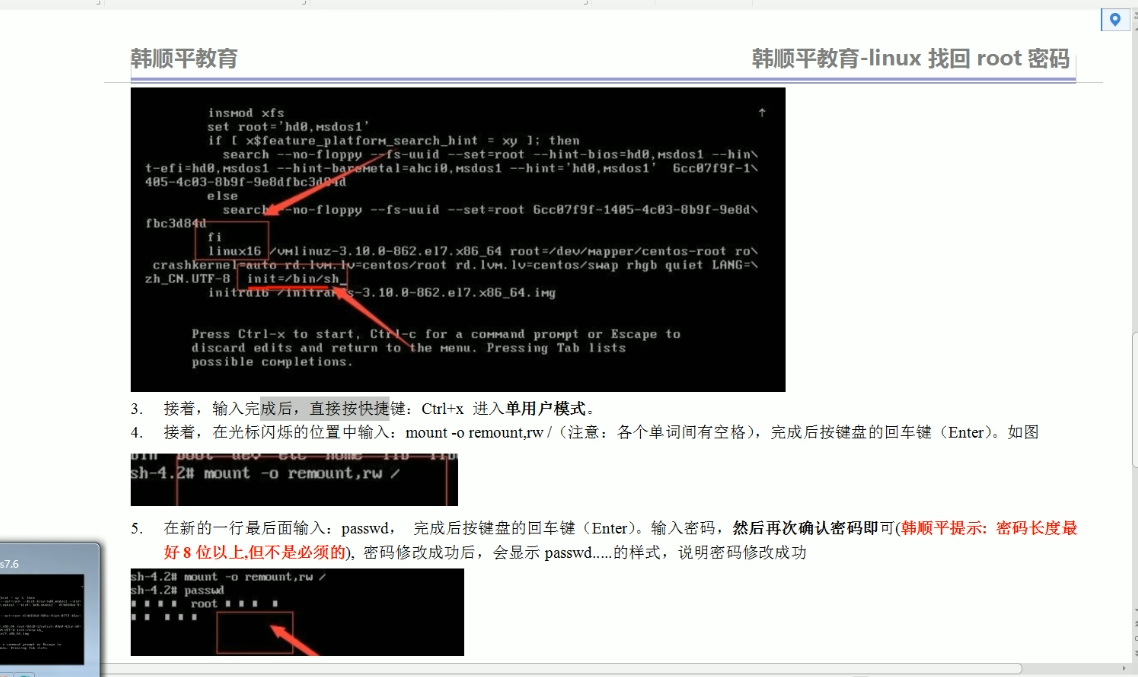 韩顺平教育
韩顺平教育-linux 找回 root 密码
insmod xfs
set root='hd0,msdos1'
if [ x$feature_platform_search_hint = xy ]; then
search --no-floppy --fs-uuid --set=root --hint-bios=hd0,msdos1 --hin\
t-efi=hd0,msdos1 --hint-baremetal=ahci0,msdos1 --hint='hd0,msdos1'  6cc07f9f-1\
405-4c03-8b9f-9e8dfbc3d84d
else
search --no-floppy --fs-uuid --set=root 6cc07f9f-1405-4c03-8b9f-9e8d\
fbc3d84d
fi
linux16 /vmlinuz-3.10.0-862.el7.x86_64 root=/dev/mapper/centos-root ro\
crashkernel=auto rd.lvm.lv=centos/root rd.lvm.lv=centos/swap rhgb quiet LANG=\
zh_CN.UTF-8 init=/bin/sh_
initrd16 /initramfs-3.10.0-862.el7.x86_64.img
Press Ctrl-x to start, Ctrl-c for a command prompt or Escape to
discard edits and return to the menu. Pressing Tab lists
possible completions.
3. 接着，输入完成后，直接按快捷键：Ctrl+x 进入单用户模式。
4. 接着，在光标闪烁的位置中输入：mount -o remount,rw /（注意：各个单词间有空格），完成后按键盘的回车键（Enter）。如图
sh-4.2# mount -o remount,rw /
5. 在新的一行最后面输入：passwd， 完成后按键盘的回车键（Enter）。输入密码，然后再次确认密码即可(韩顺平提示: 密码长度最
好 8 位以上,但不是必须的), 密码修改成功后，会显示 passwd.....的样式，说明密码修改成功
sh-4.2# mount -o remount,rw /
sh-4.2# passwd
root
s7.6